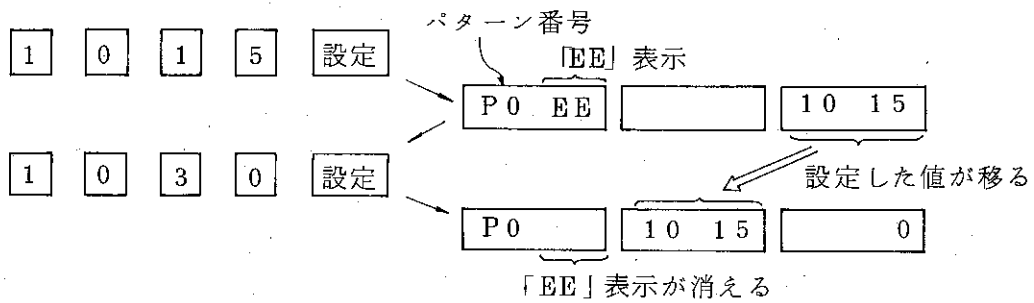 パターン番号
1 0 1 5 設定
「EE」表示
P0 EE 10 15
1 0 3 0 設定
設定した値が移る
P0 10 15 0
「EE」表示が消える